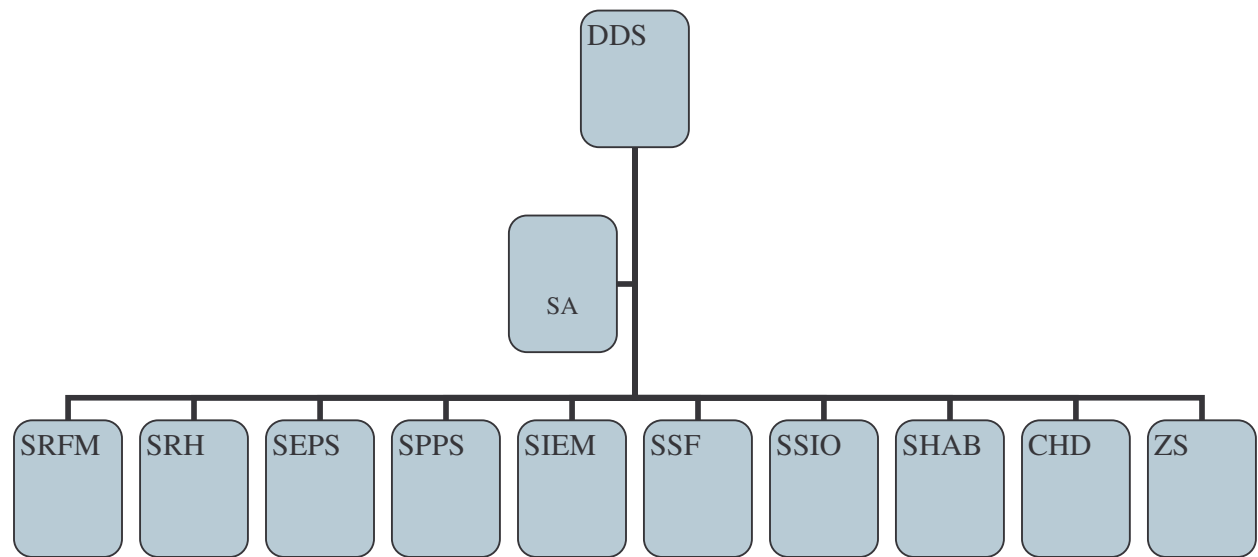 DDS
SA
SRFM
SRH
SEPS
SPPS
SIEM
SSF
SSIO
SHAB
CHD
ZS